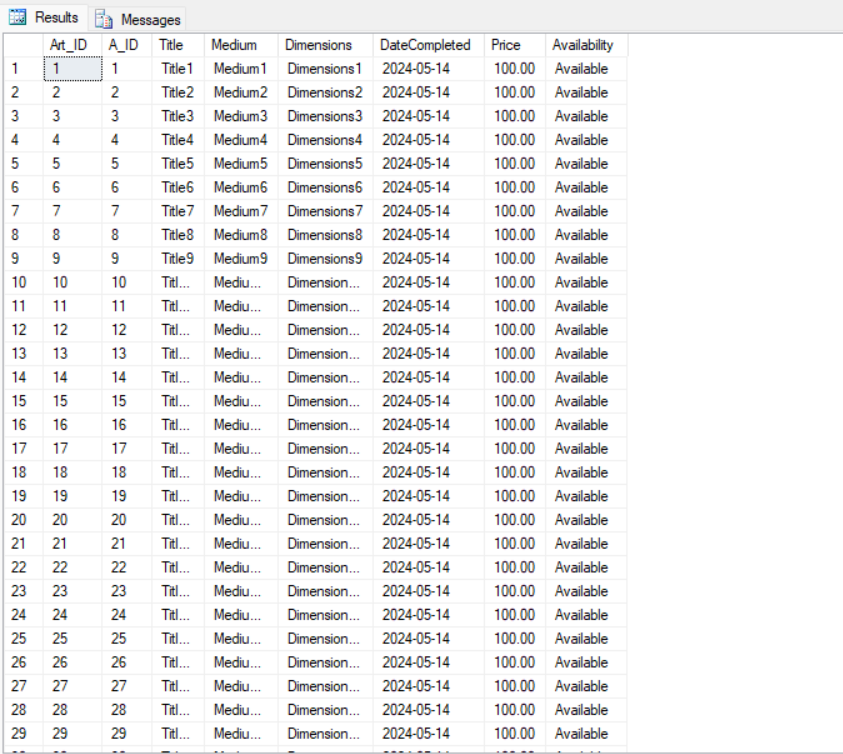 Results Messages
Art_ID A_ID Title Medium Dimensions DateCompleted Price Availability
1 1 1 Title1 Medium1 Dimensions1 2024-05-14 100.00 Available
2 2 2 Title2 Medium2 Dimensions2 2024-05-14 100.00 Available
3 3 3 Title3 Medium3 Dimensions3 2024-05-14 100.00 Available
4 4 4 Title4 Medium4 Dimensions4 2024-05-14 100.00 Available
5 5 5 Title5 Medium5 Dimensions5 2024-05-14 100.00 Available
6 6 6 Title6 Medium6 Dimensions6 2024-05-14 100.00 Available
7 7 7 Title7 Medium7 Dimensions7 2024-05-14 100.00 Available
8 8 8 Title8 Medium8 Dimensions8 2024-05-14 100.00 Available
9 9 9 Title9 Medium9 Dimensions9 2024-05-14 100.00 Available
10 10 10 Titl... Mediu... Dimension... 2024-05-14 100.00 Available
11 11 11 Titl... Mediu... Dimension... 2024-05-14 100.00 Available
12 12 12 Titl... Mediu... Dimension... 2024-05-14 100.00 Available
13 13 13 Titl... Mediu... Dimension... 2024-05-14 100.00 Available
14 14 14 Titl... Mediu... Dimension... 2024-05-14 100.00 Available
15 15 15 Titl... Mediu... Dimension... 2024-05-14 100.00 Available
16 16 16 Titl... Mediu... Dimension... 2024-05-14 100.00 Available
17 17 17 Titl... Mediu... Dimension... 2024-05-14 100.00 Available
18 18 18 Titl... Mediu... Dimension... 2024-05-14 100.00 Available
19 19 19 Titl... Mediu... Dimension... 2024-05-14 100.00 Available
20 20 20 Titl... Mediu... Dimension... 2024-05-14 100.00 Available
21 21 21 Titl... Mediu... Dimension... 2024-05-14 100.00 Available
22 22 22 Titl... Mediu... Dimension... 2024-05-14 100.00 Available
23 23 23 Titl... Mediu... Dimension... 2024-05-14 100.00 Available
24 24 24 Titl... Mediu... Dimension... 2024-05-14 100.00 Available
25 25 25 Titl... Mediu... Dimension... 2024-05-14 100.00 Available
26 26 26 Titl... Mediu... Dimension... 2024-05-14 100.00 Available
27 27 27 Titl... Mediu... Dimension... 2024-05-14 100.00 Available
28 28 28 Titl... Mediu... Dimension... 2024-05-14 100.00 Available
29 29 29 Titl... Mediu... Dimension... 2024-05-14 100.00 Available